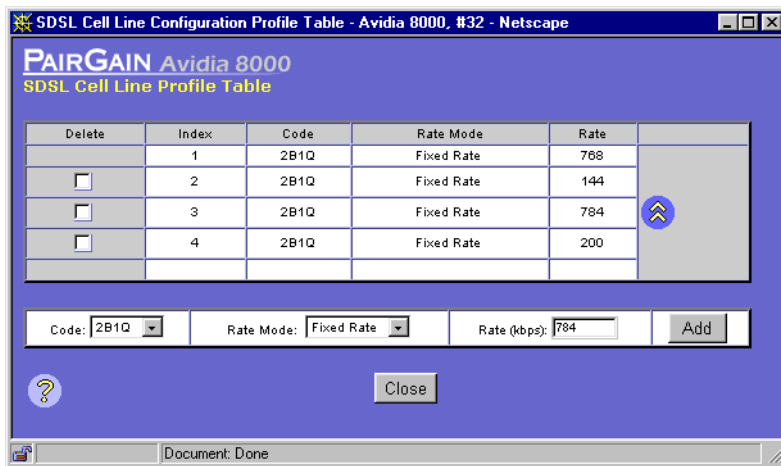 SDSL Cell Line Configuration Profile Table - Avidia 8000, #32 - Netscape
PAIRGAIN Avidia 8000
SDSL Cell Line Profile Table
Delete Index Code Rate Mode Rate
1 2B1Q Fixed Rate 768
2 2B1Q Fixed Rate 144
3 2B1Q Fixed Rate 784
4 2B1Q Fixed Rate 200
Code: 2B1Q Rate Mode: Fixed Rate Rate (kbps): 784 Add
? Close
Document: Done